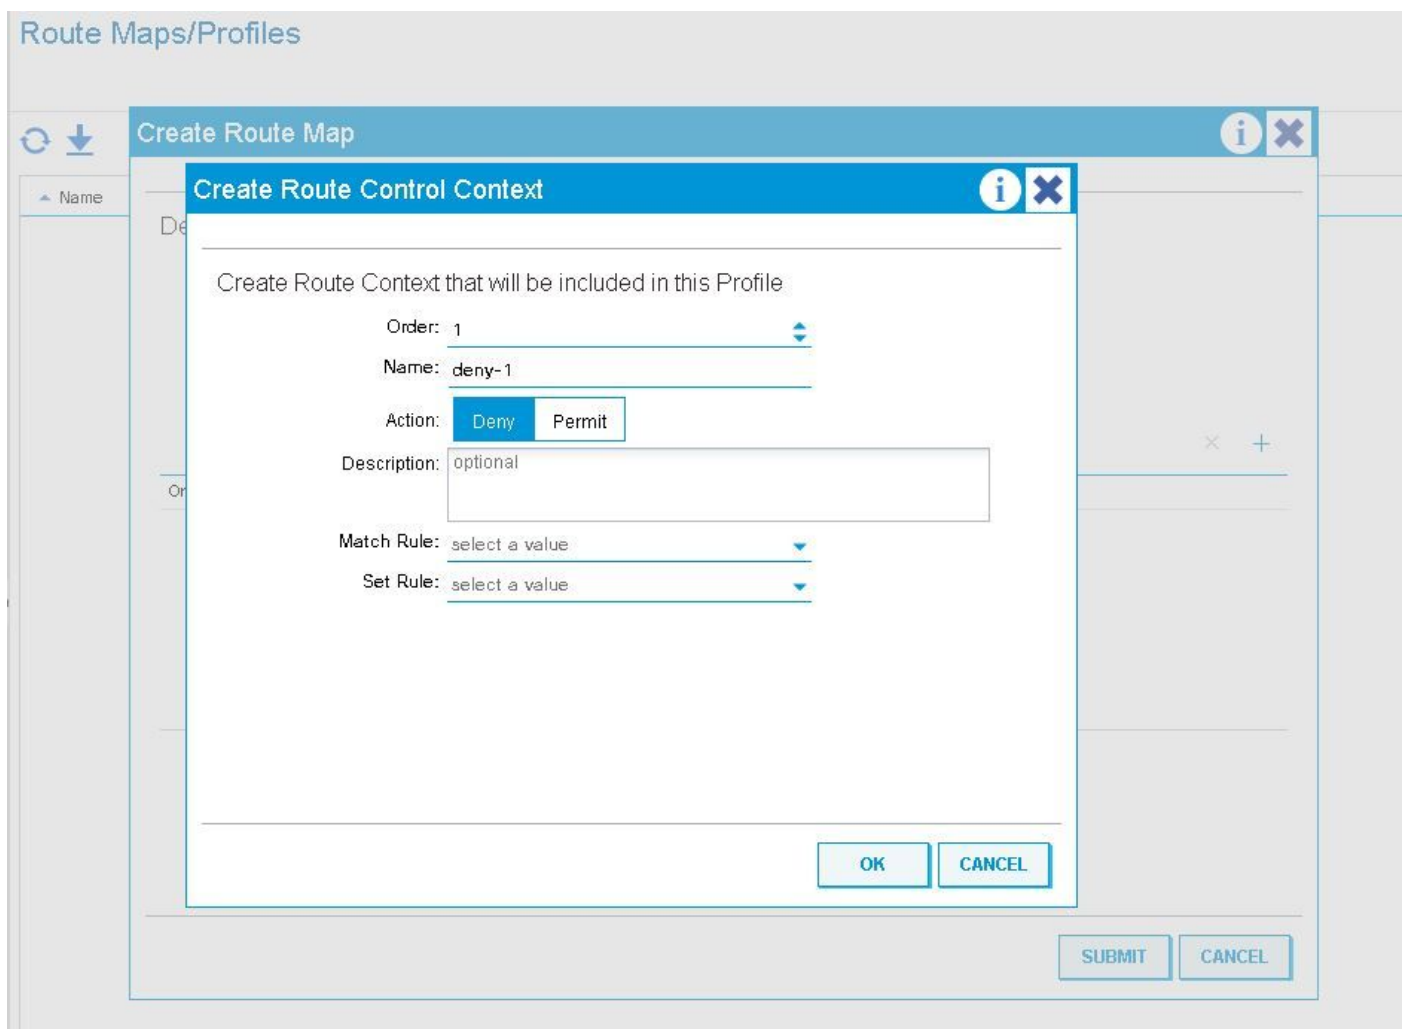 Route Maps/Profiles
Create Route Map
Create Route Control Context
Name
De
Create Route Context that will be included in this Profile
Order: 1
Name: deny-1
Action: Deny Permit
Description: optional
Or
Match Rule: select a value
Set Rule: select a value
OK CANCEL
SUBMIT CANCEL